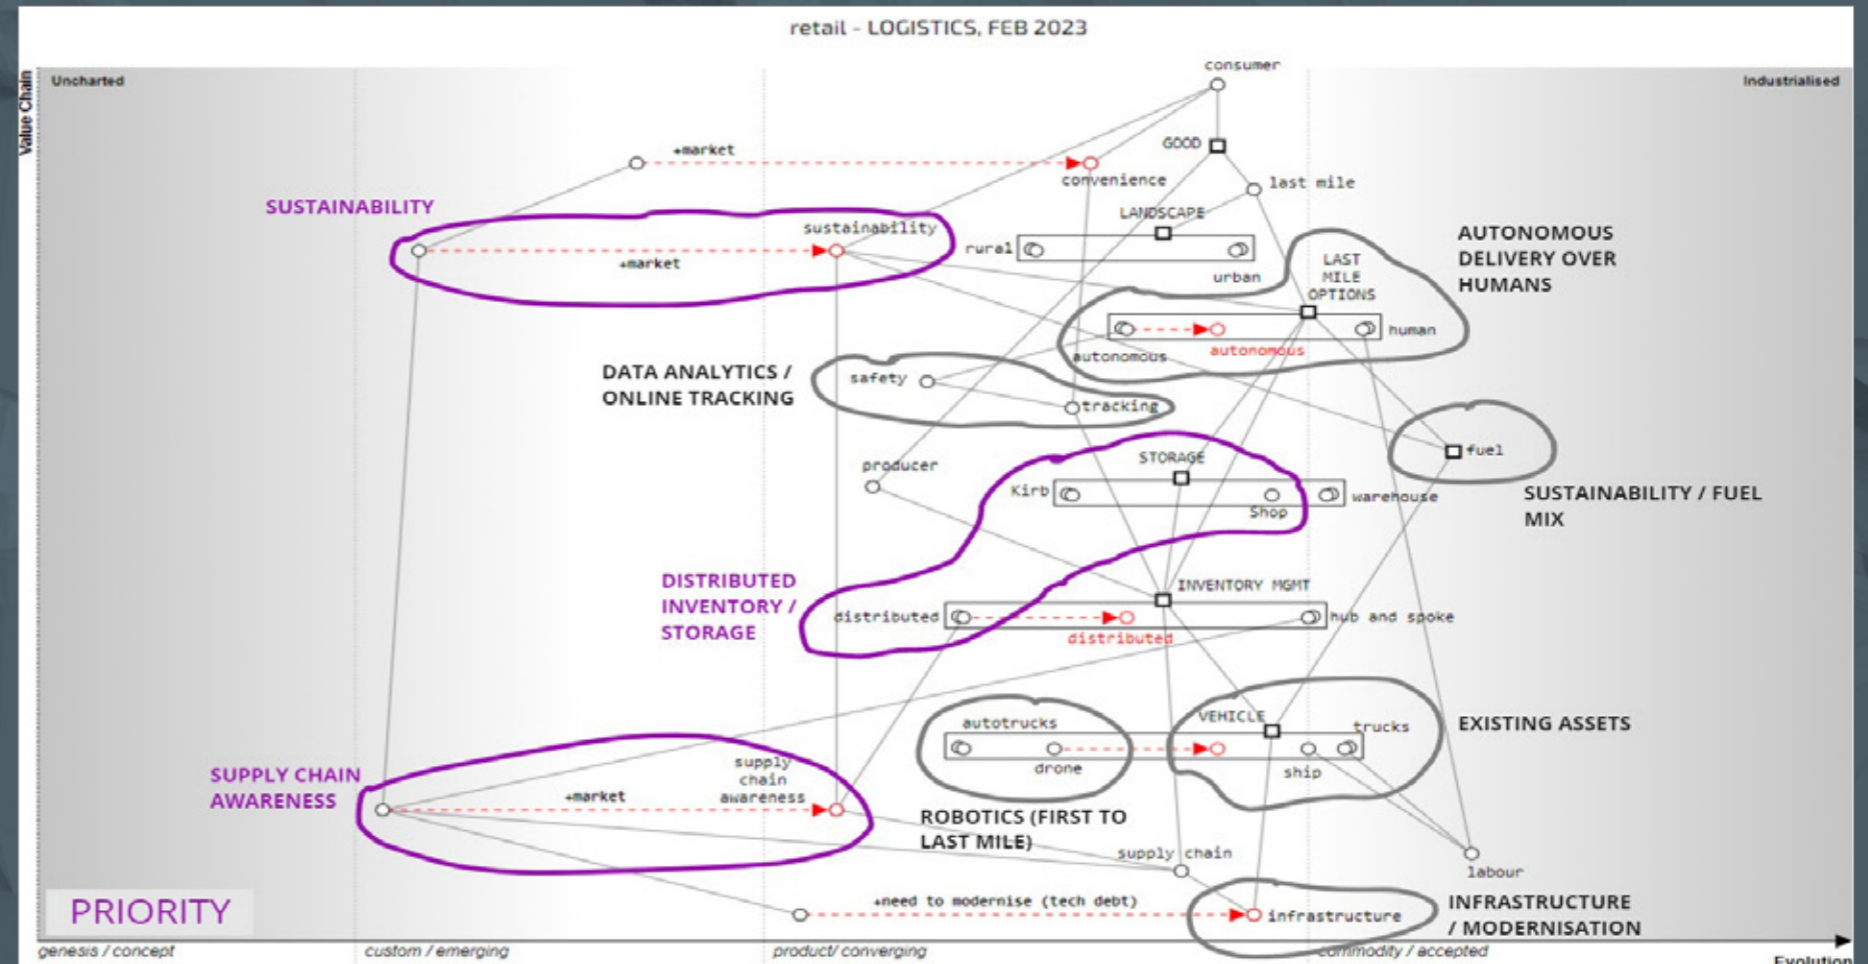 retail - LOGISTICS, FEB 2023
Value Chain
Uncharted
Industrialised
consumer
GOOD
+market
convenience
last mile
SUSTAINABILITY
sustainability
+market
LANDSCAPE
rural
urban
LAST
MILE
OPTIONS
AUTONOMOUS
DELIVERY OVER
HUMANS
human
autonomous
autonomous
DATA ANALYTICS /
ONLINE TRACKING
safety
tracking
fuel
SUSTAINABILITY / FUEL
MIX
producer
STORAGE
Kirb
Shop
warehouse
DISTRIBUTED
INVENTORY /
STORAGE
INVENTORY MGMT
distributed
distributed
hub and spoke
autotrucks
drone
VEHICLE
trucks
ship
EXISTING ASSETS
SUPPLY CHAIN
AWARENESS
supply
chain
awareness
+market
ROBOTICS (FIRST TO
LAST MILE)
supply chain
labour
+need to modernise (tech debt)
infrastructure
INFRASTRUCTURE
/ MODERNISATION
PRIORITY
genesis / concept
custom / emerging
product/ converging
commodity / accepted
Evolution